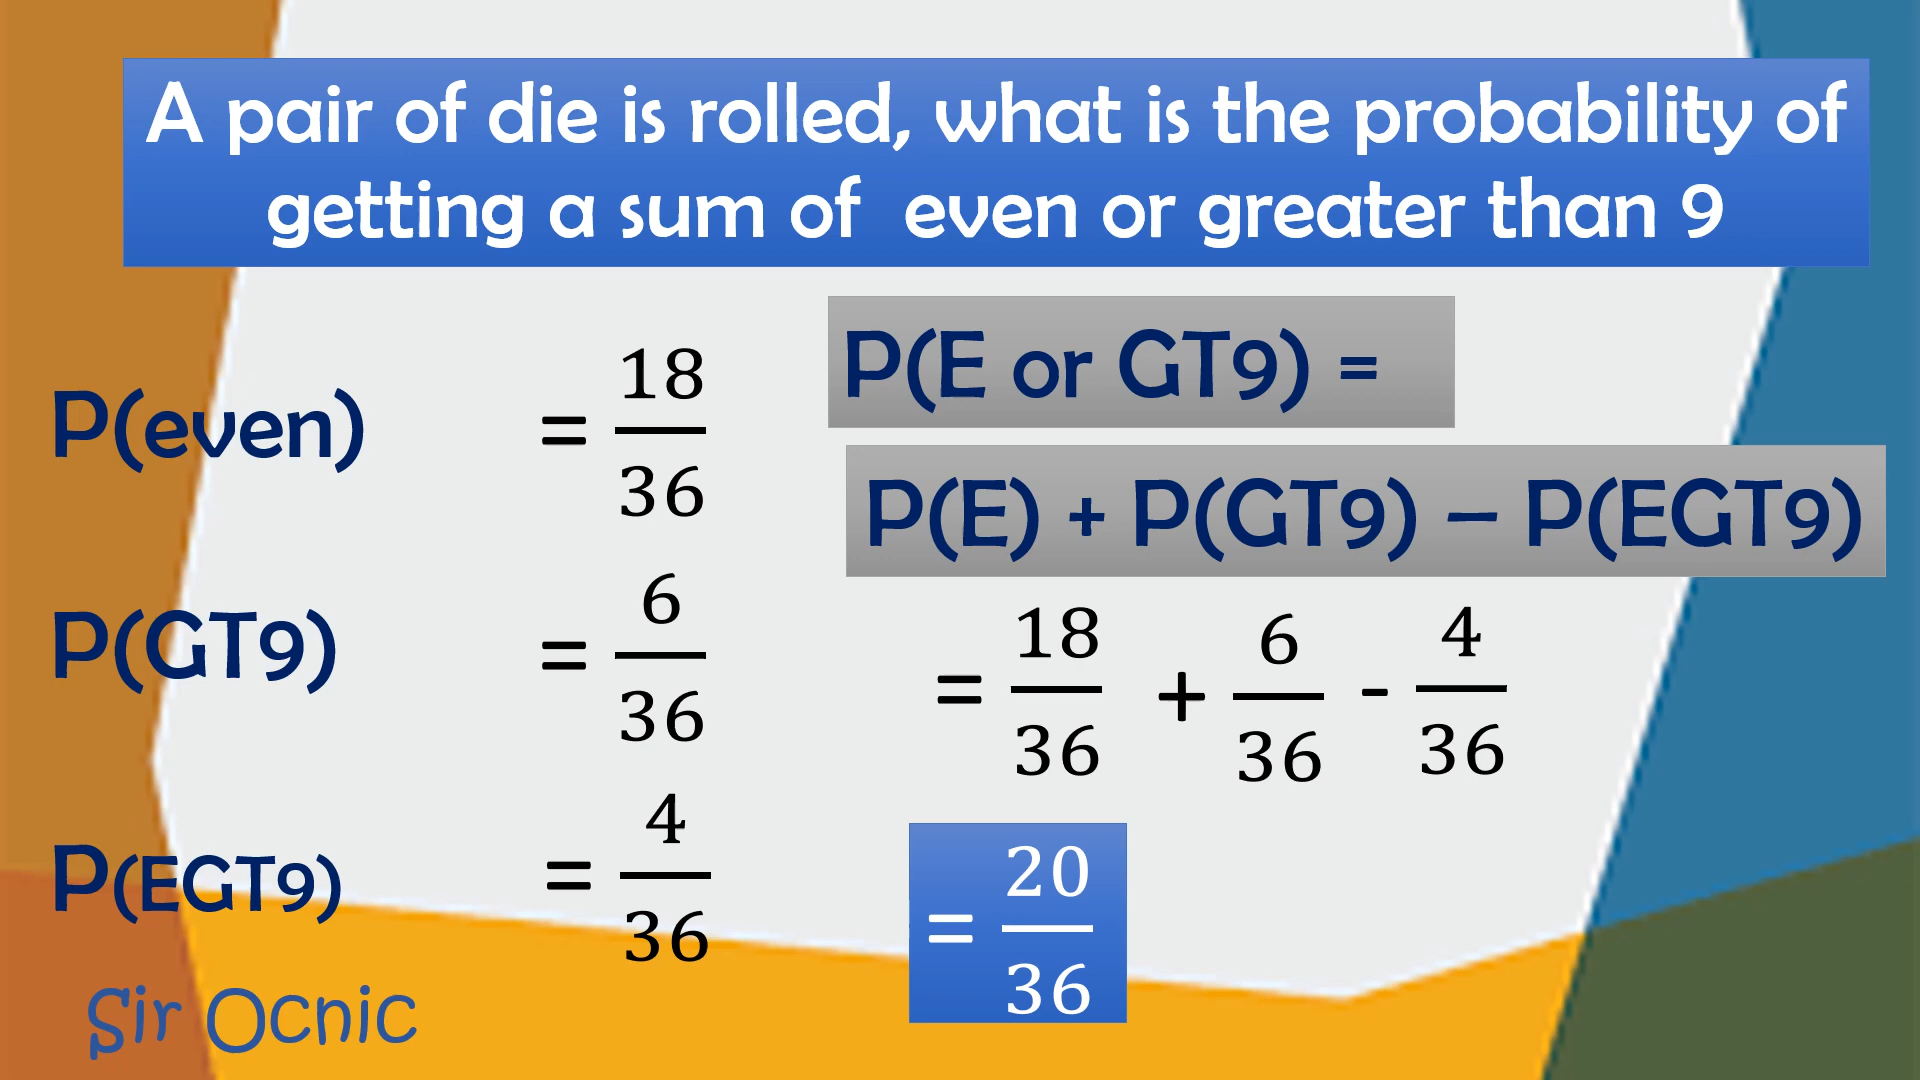 A pair of die is rolled, what is the probability of
getting a sum of even or greater than 9
P(even) = 18/36
P(GT9) = 6/36
P(EGT9) = 4/36
P(E or GT9) =
P(E) + P(GT9) – P(EGT9)
= 18/36 + 6/36 - 4/36
= 20/36
Sir Ocnic